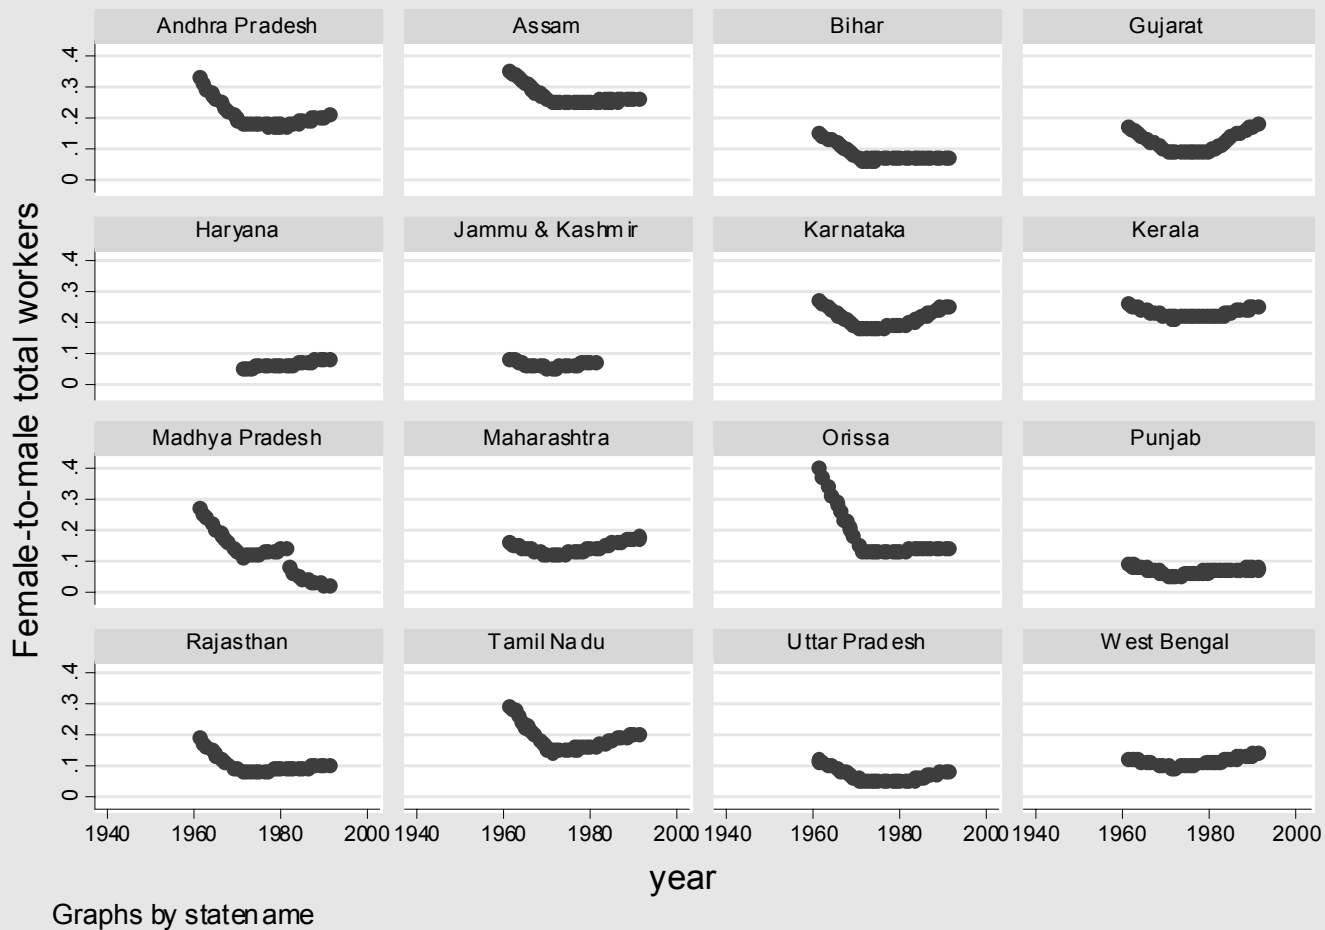 Andhra Pradesh Assam Bihar Gujarat
.4
.3
.2
.1
0
Haryana Jammu & Kashmir Karnataka Kerala
.4
.3
.2
.1
0
Madhya Pradesh Maharashtra Orissa Punjab
.4
.3
.2
.1
0
Rajasthan Tamil Nadu Uttar Pradesh West Bengal
.4
.3
.2
.1
0
Female-to-male total workers
1940 1960 1980 2000 1940 1960 1980 2000 1940 1960 1980 2000 1940 1960 1980 2000
year
Graphs by statename